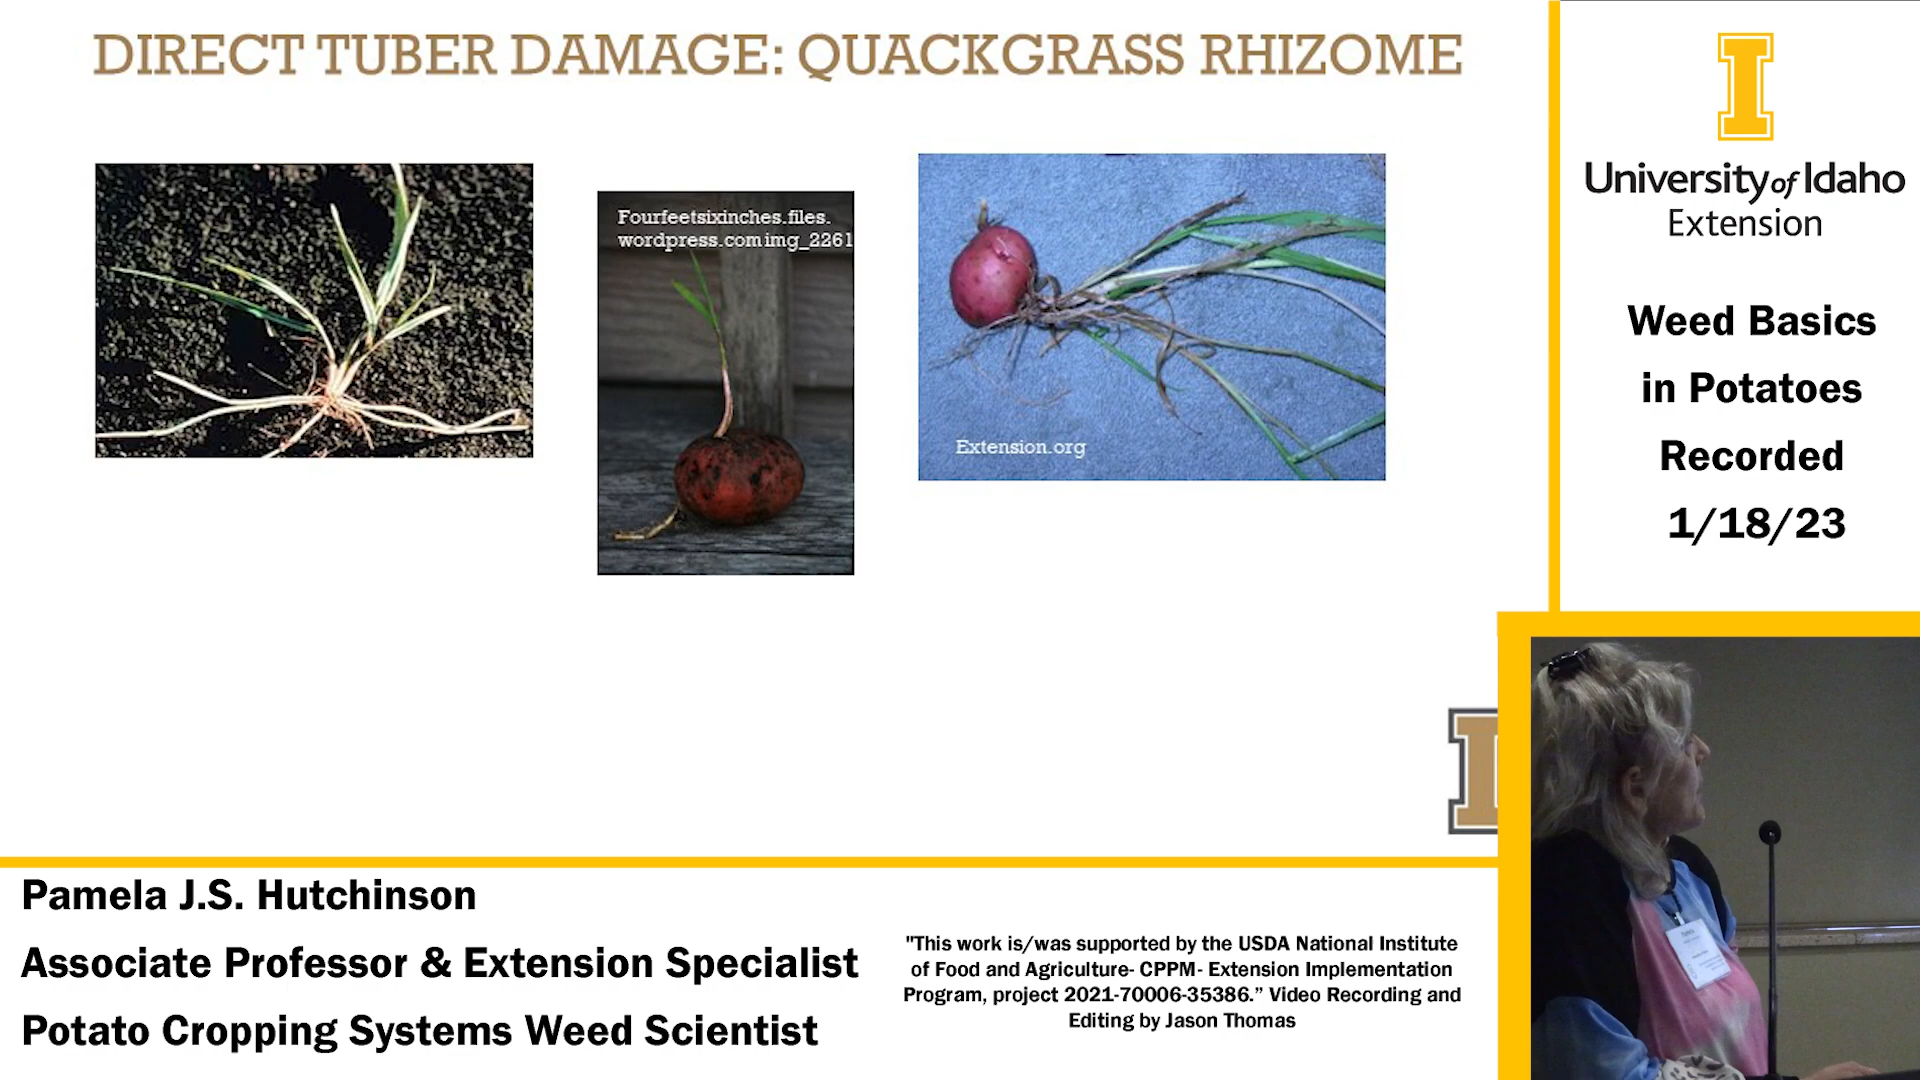 DIRECT TUBER DAMAGE: QUACKGRASS RHIZOME
Fourfeetsixinches.files.
wordpress.comimg_2261
Extension.org
I
University of Idaho
Extension
Weed Basics
in Potatoes
Recorded
1/18/23
Pamela J.S. Hutchinson
Associate Professor & Extension Specialist
Potato Cropping Systems Weed Scientist
"This work is/was supported by the USDA National Institute
of Food and Agriculture- CPPM- Extension Implementation
Program, project 2021-70006-35386.” Video Recording and
Editing by Jason Thomas